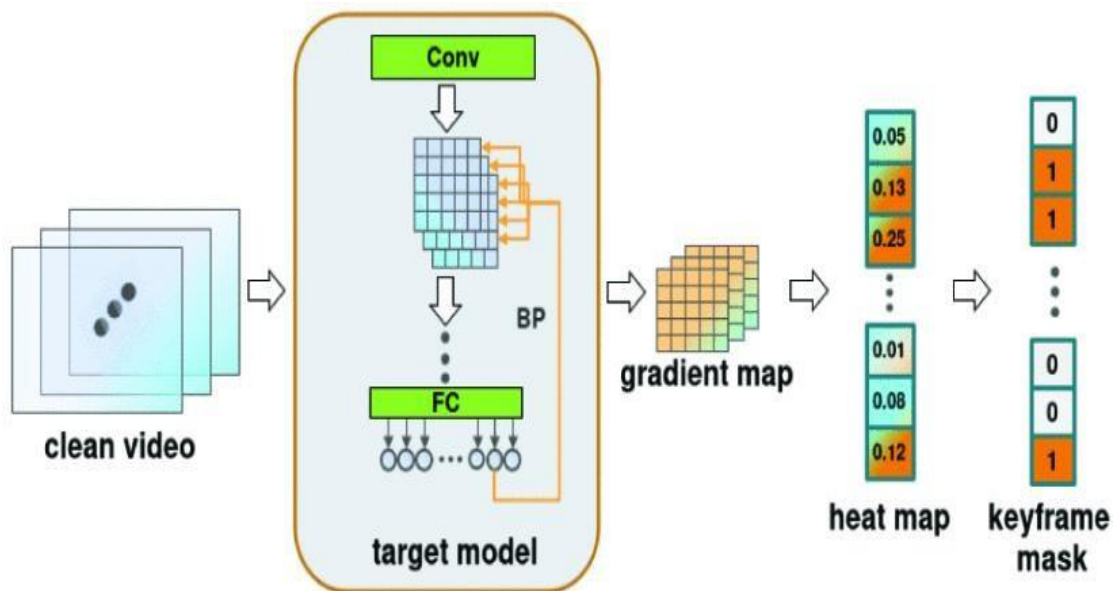 clean video
Conv
BP
FC
target model
gradient map
0.05
0.13
0.25
0.01
0.08
0.12
heat map
0
1
1
0
0
1
keyframe
mask